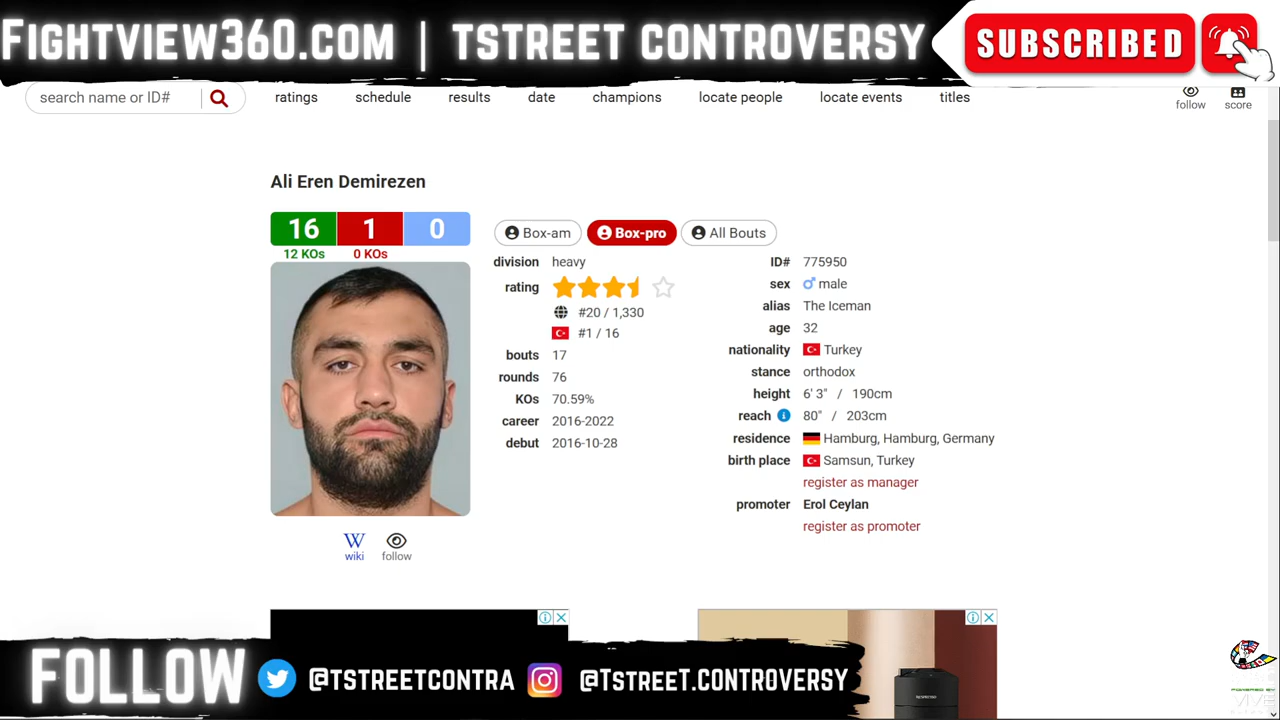 FIGHTVIEW360.COM | TSTREET CONTROVERSY
SUBSCRIBED
search name or ID#
ratings schedule results date champions locate people locate events titles
follow score
Ali Eren Demirezen
16 1 0
12 KOs 0 KOs
Box-am Box-pro All Bouts
division heavy
rating
#20 / 1,330
#1 / 16
bouts 17
rounds 76
KOs 70.59%
career 2016-2022
debut 2016-10-28
ID# 775950
sex male
alias The Iceman
age 32
nationality Turkey
stance orthodox
height 6' 3" / 190cm
reach 80" / 203cm
residence Hamburg, Hamburg, Germany
birth place Samsun, Turkey
register as manager
promoter Erol Ceylan
register as promoter
W
wiki follow
FOLLOW @TSTREETCONTRA @TSTREET.CONTROVERSY
NESPRESSO
POWERED BY
VIVE